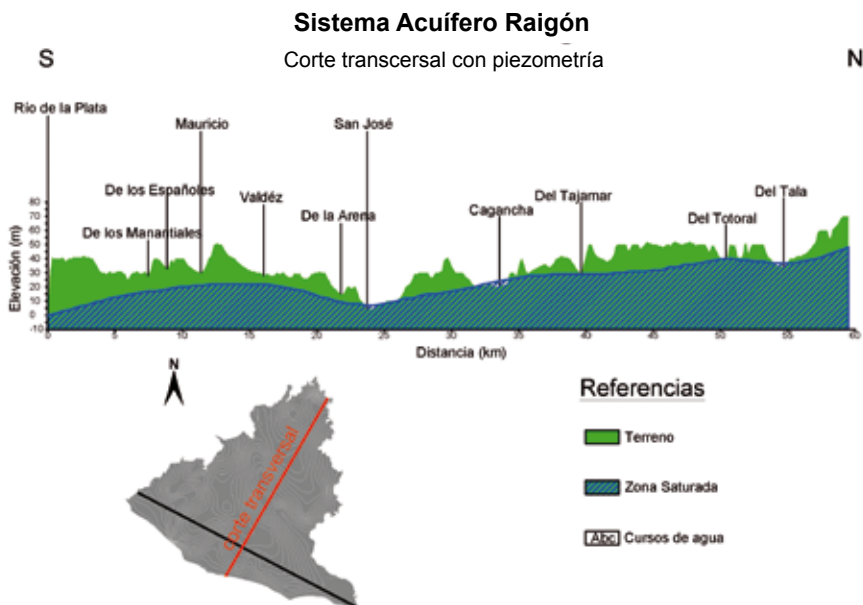 Sistema Acuífero Raigón
Corte transcersal con piezometría
S
N
Río de la Plata
Mauricio
San José
De los Españoles
Valdéz
De los Manantiales
De la Arena
Cagancha
Del Tajamar
Del Totoral
Del Tala
Elevación (m)
80
70
60
50
40
30
20
10
0
-10
0 5 10 15 20 25 30 35 40 45 50 55 60
Distancia (km)
N
corte transversal
Referencias
Terreno
Zona Saturada
Abc Cursos de agua